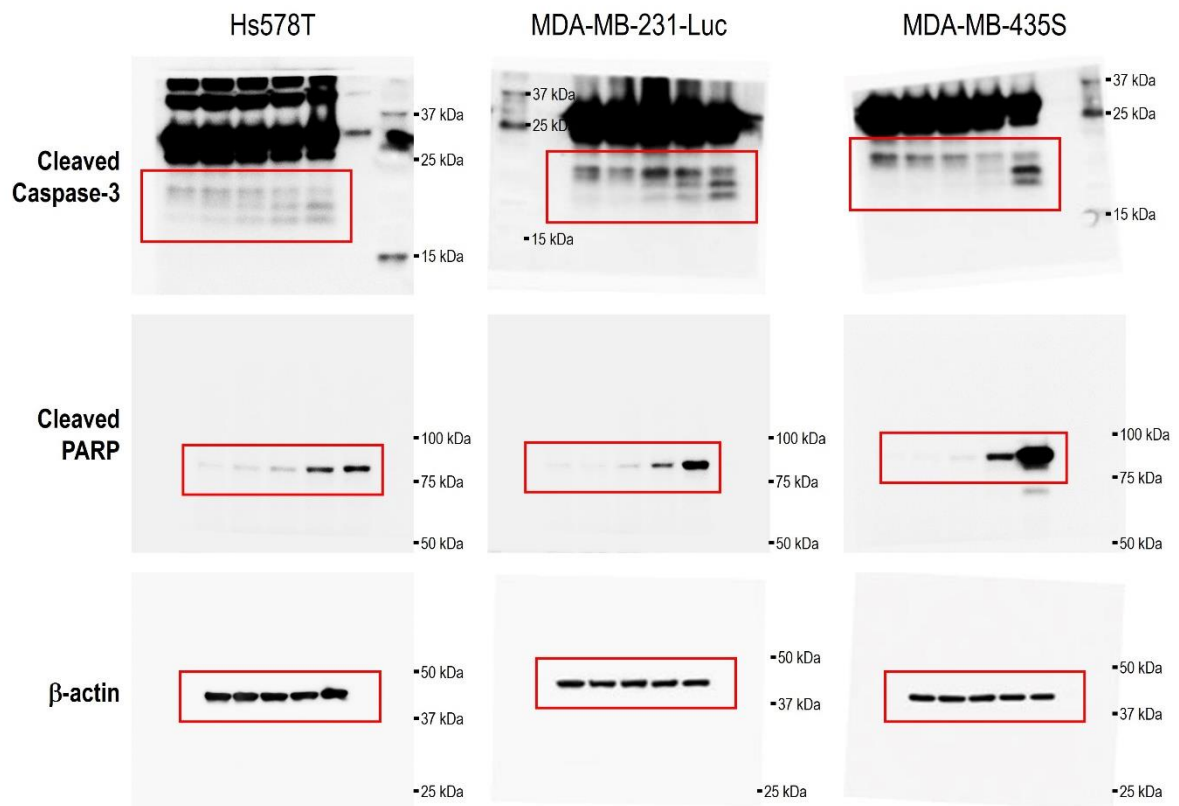 Hs578T
MDA-MB-231-Luc
MDA-MB-435S
Cleaved
Caspase-3
37 kDa
25 kDa
15 kDa
37 kDa
25 kDa
15 kDa
37 kDa
25 kDa
15 kDa
Cleaved
PARP
100 kDa
75 kDa
50 kDa
100 kDa
75 kDa
50 kDa
100 kDa
75 kDa
50 kDa
β-actin
50 kDa
37 kDa
25 kDa
50 kDa
37 kDa
25 kDa
50 kDa
37 kDa
25 kDa